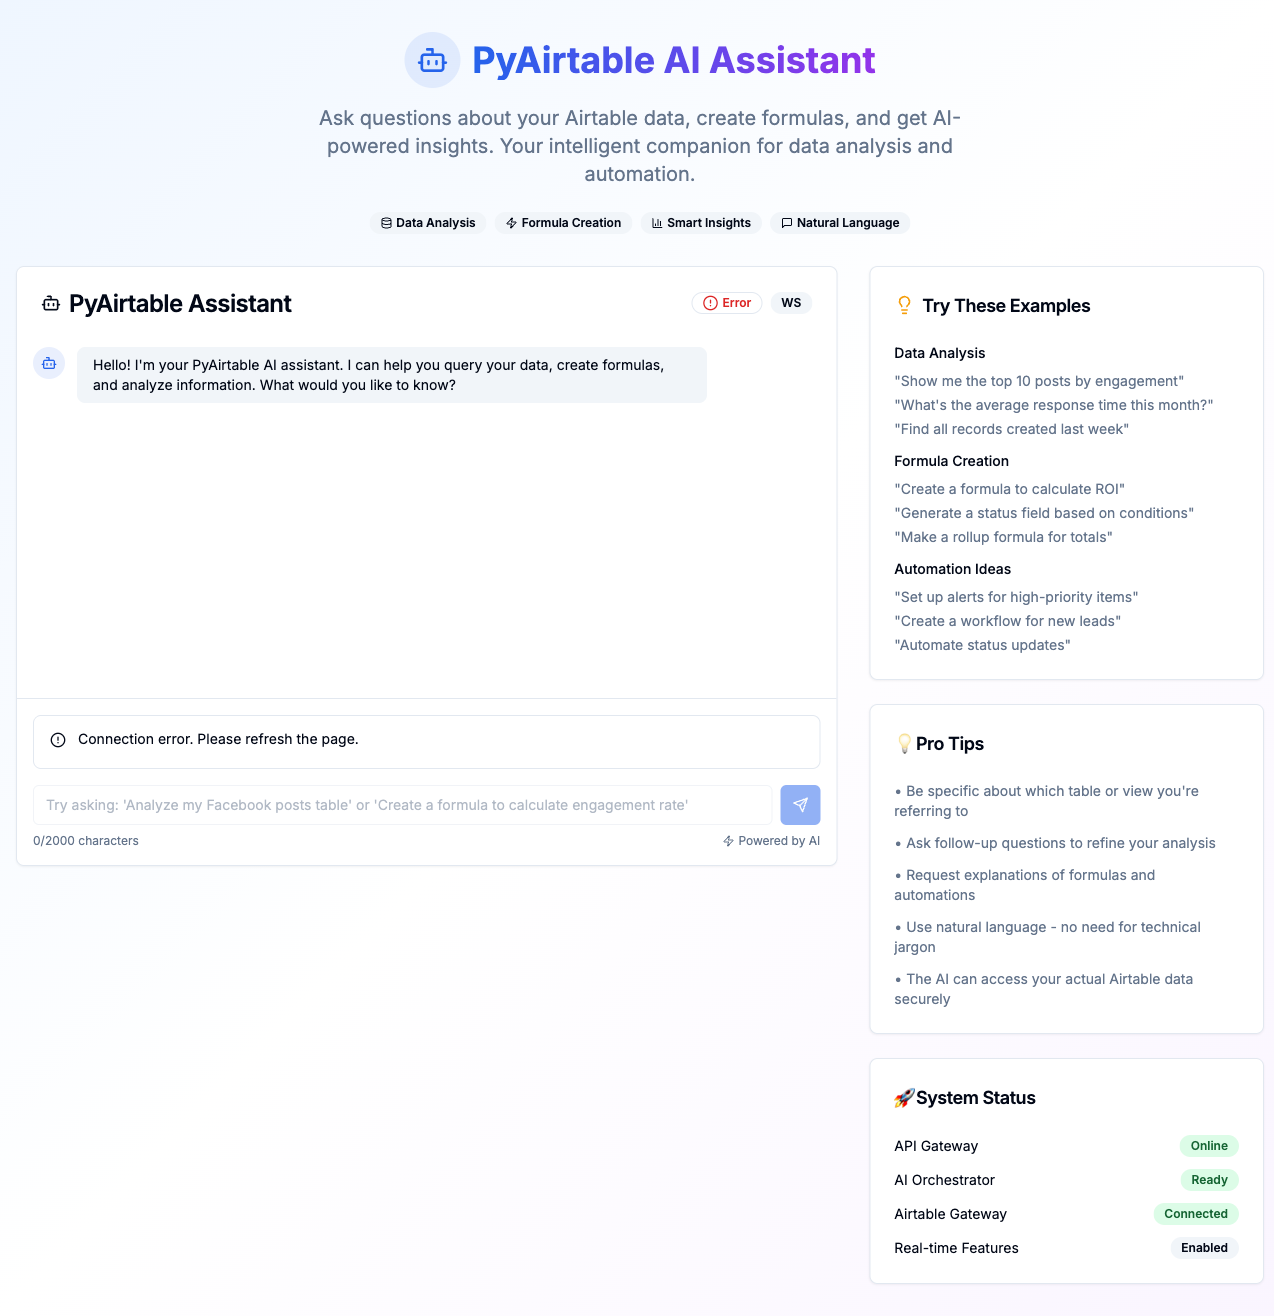 PyAirtable AI Assistant
Ask questions about your Airtable data, create formulas, and get AI-
powered insights. Your intelligent companion for data analysis and
automation.
Data Analysis
Formula Creation
Smart Insights
Natural Language
PyAirtable Assistant
Error
WS
Hello! I'm your PyAirtable AI assistant. I can help you query your data, create formulas,
and analyze information. What would you like to know?
Connection error. Please refresh the page.
Try asking: 'Analyze my Facebook posts table' or 'Create a formula to calculate engagement rate'
0/2000 characters
Powered by AI
Try These Examples
Data Analysis
"Show me the top 10 posts by engagement"
"What's the average response time this month?"
"Find all records created last week"
Formula Creation
"Create a formula to calculate ROI"
"Generate a status field based on conditions"
"Make a rollup formula for totals"
Automation Ideas
"Set up alerts for high-priority items"
"Create a workflow for new leads"
"Automate status updates"
Pro Tips
• Be specific about which table or view you're
referring to
• Ask follow-up questions to refine your analysis
• Request explanations of formulas and
automations
• Use natural language - no need for technical
jargon
• The AI can access your actual Airtable data
securely
System Status
API Gateway
Online
AI Orchestrator
Ready
Airtable Gateway
Connected
Real-time Features
Enabled